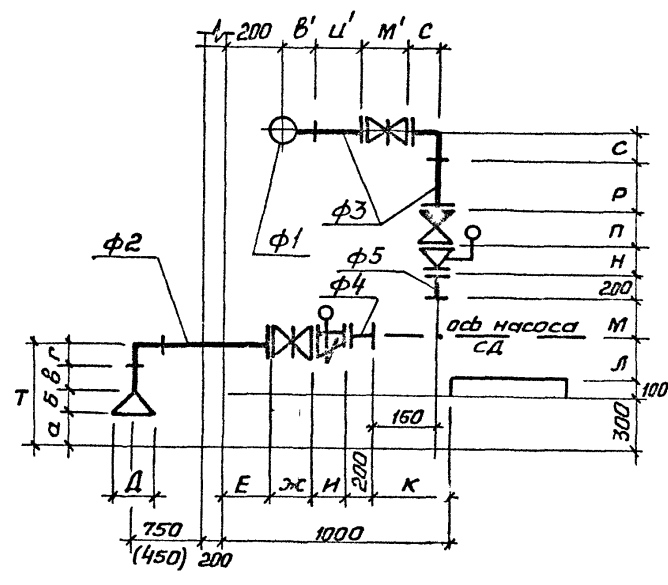 200 в' и' м' с
с
р
ф3
п
ф1
н
ф2
ф5
200
ф4
ось насоса
СД
м
л
100
Т а б в г
160
300
Д Е ж и 200 к
750
(450)
200
1000